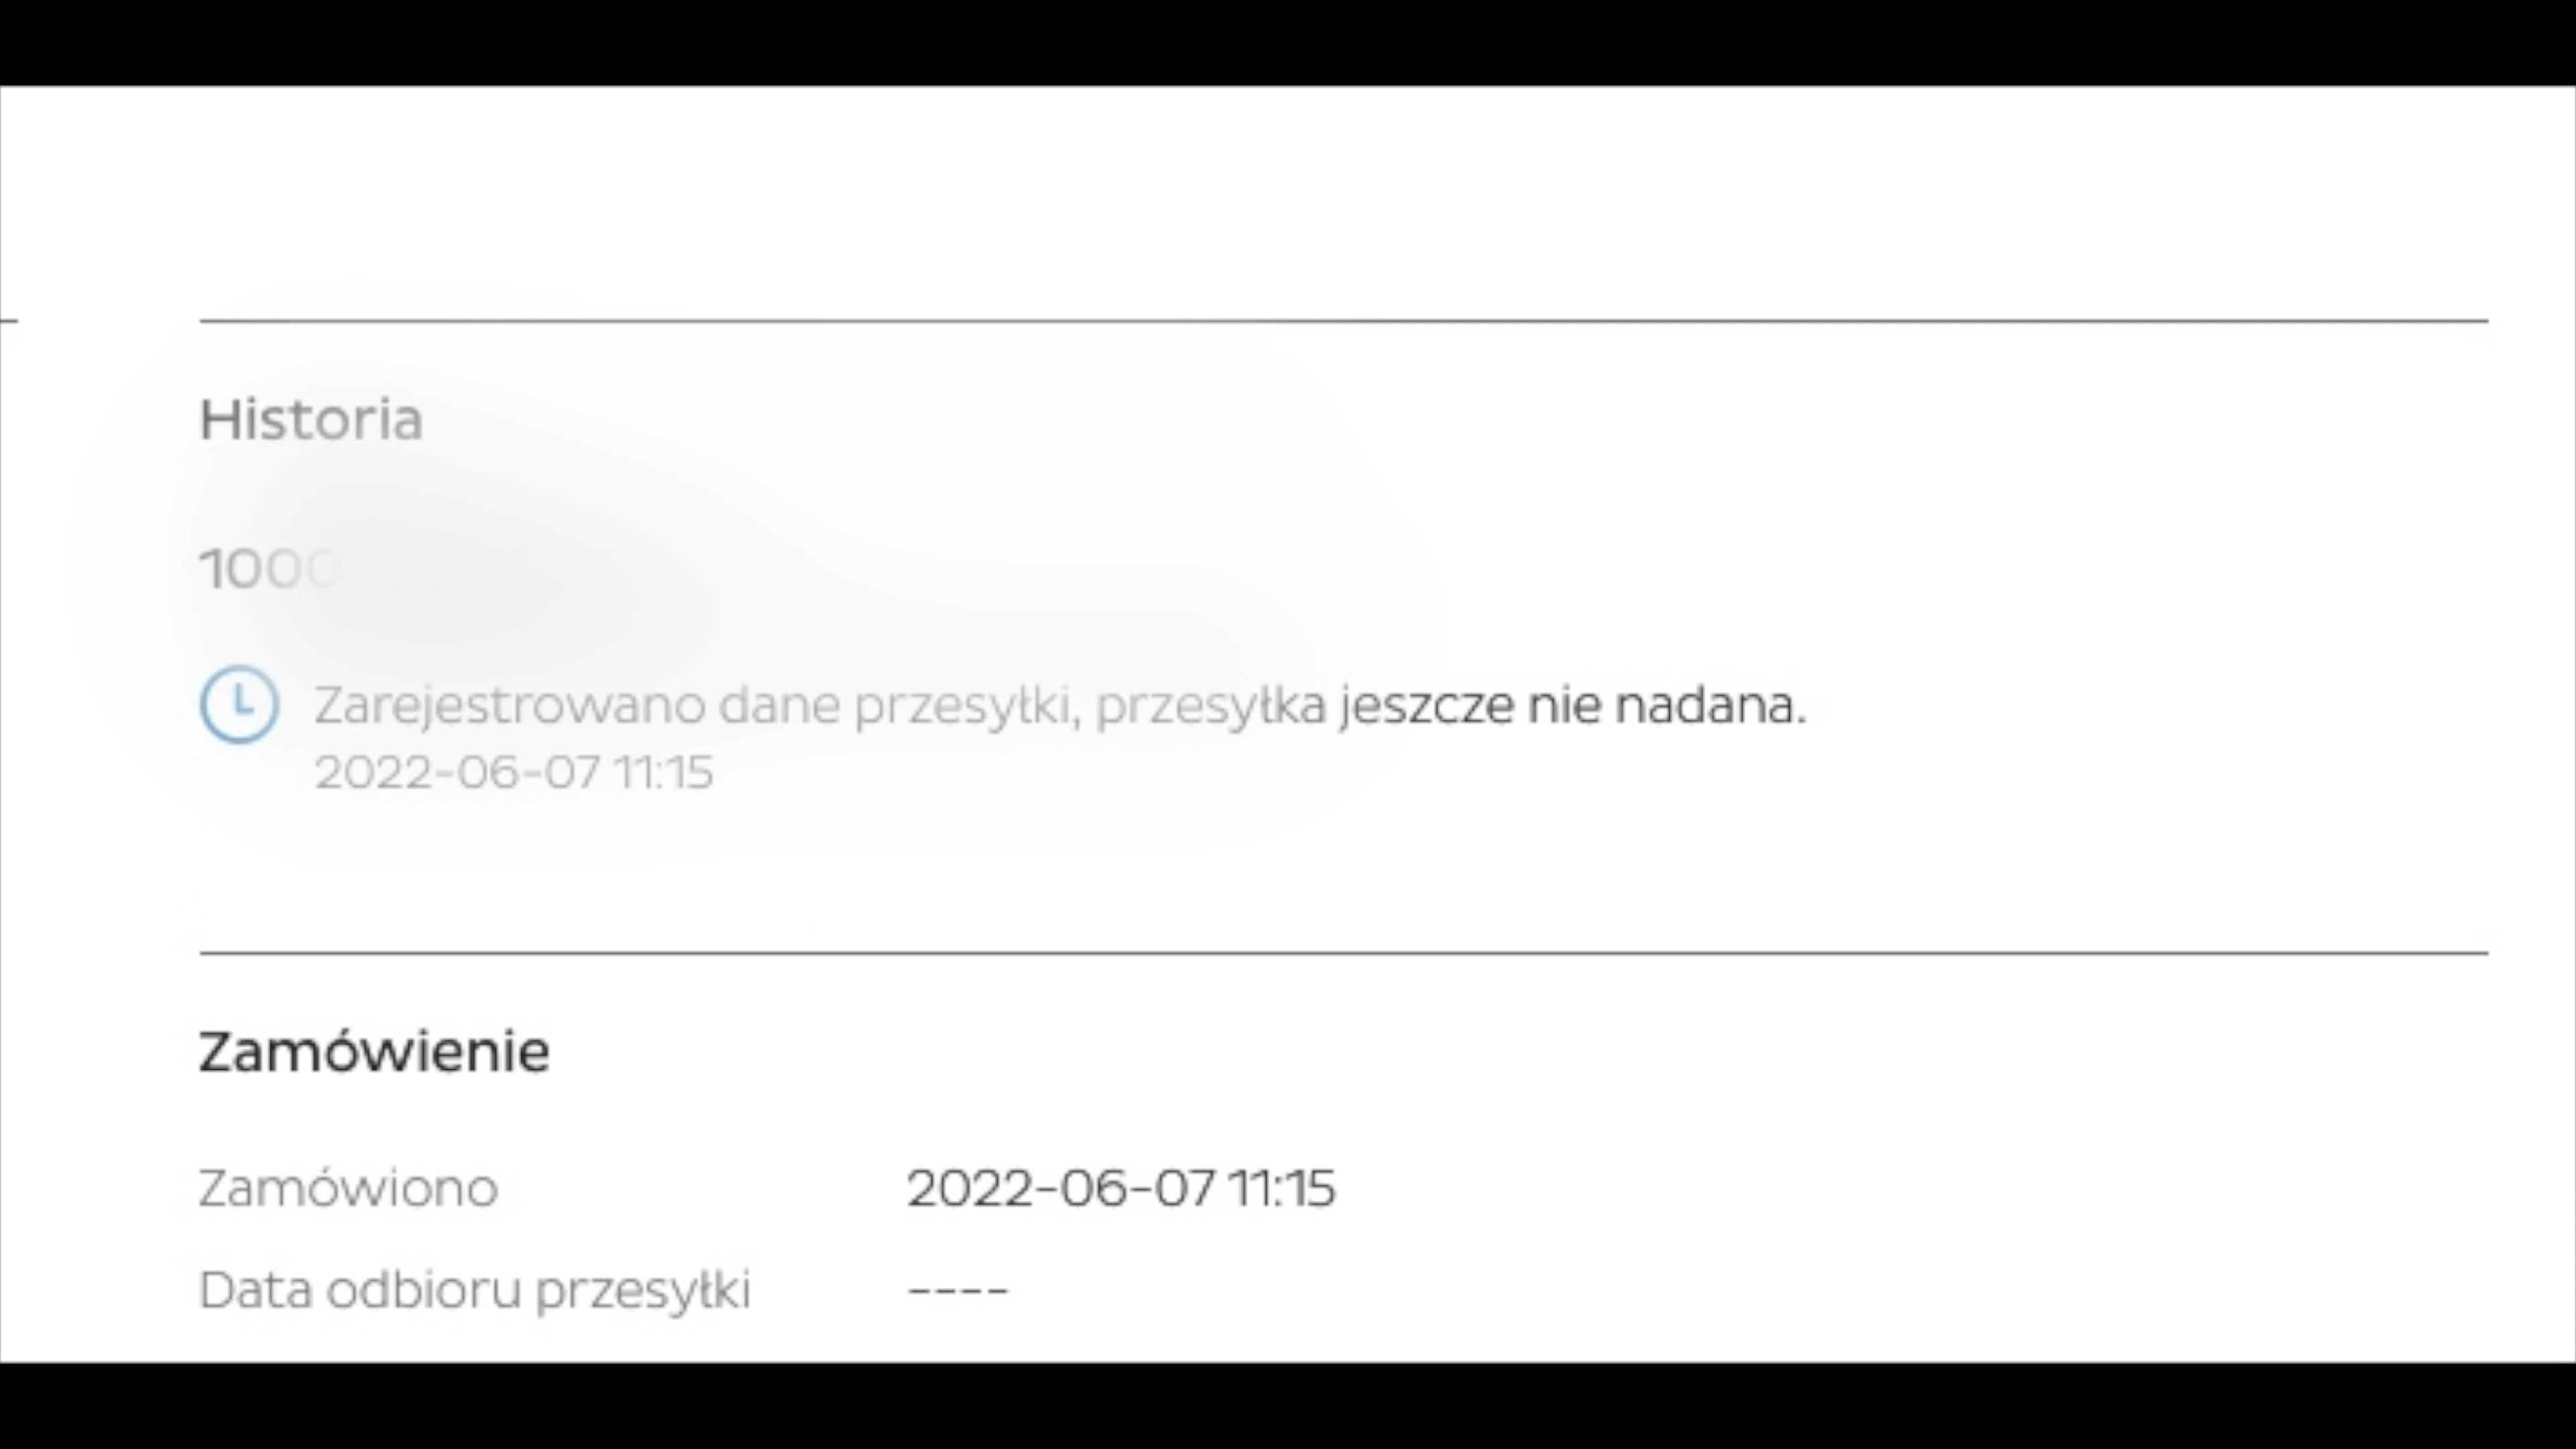 Historia
1000
Zarejestrowano dane przesyłki, przesyłka jeszcze nie nadana.
2022-06-07 11:15
Zamówienie
Zamówiono 2022-06-07 11:15
Data odbioru przesyłki ----